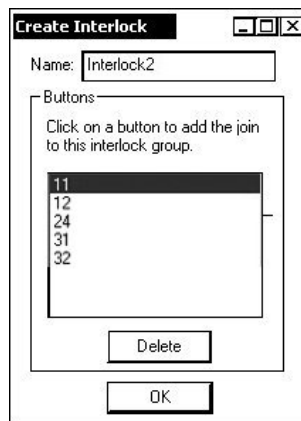 Create Interlock
Name: Interlock2
Buttons
Click on a button to add the join
to this interlock group.
11
12
24
31
32
Delete
OK